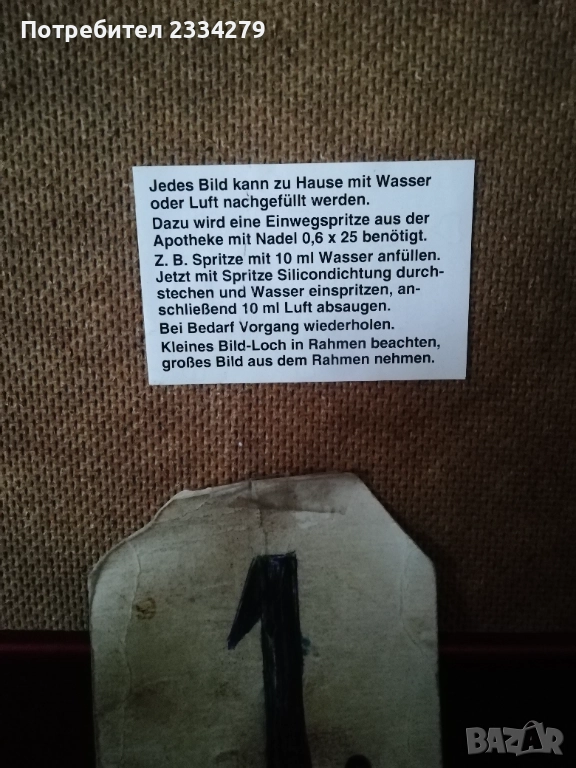 Потребител 2334279
Jedes Bild kann zu Hause mit Wasser
oder Luft nachgefüllt werden.
Dazu wird eine Einwegspritze aus der
Apotheke mit Nadel 0,6 x 25 benötigt.
Z. B. Spritze mit 10 ml Wasser anfüllen.
Jetzt mit Spritze Silicondichtung durch-
stechen und Wasser einspritzen, an-
schließend 10 ml Luft absaugen.
Bei Bedarf Vorgang wiederholen.
Kleines Bild-Loch in Rahmen beachten,
großes Bild aus dem Rahmen nehmen.
1
BAZAR